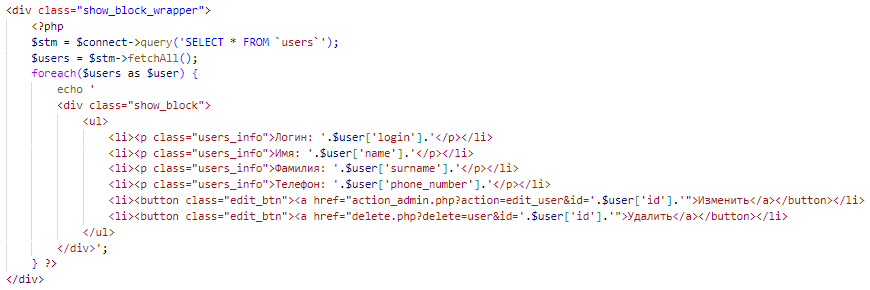 <div class="show_block_wrapper">
    <?php
    $stm = $connect->query('SELECT * FROM `users`');
    $users = $stm->fetchAll();
    foreach($users as $user) {
        echo '
        <div class="show_block">
            <ul>
                <li><p class="users_info">Логин: '.$user['login'].'</p></li>
                <li><p class="users_info">Имя: '.$user['name'].'</p></li>
                <li><p class="users_info">Фамилия: '.$user['surname'].'</p></li>
                <li><p class="users_info">Телефон: '.$user['phone_number'].'</p></li>
                <li><button class="edit_btn"><a href="action_admin.php?action=edit_user&id='.$user['id'].'">Изменить</a></button></li>
                <li><button class="edit_btn"><a href="delete.php?delete=user&id='.$user['id'].'">Удалить</a></button></li>
            </ul>
        </div>';
    } ?>
</div>